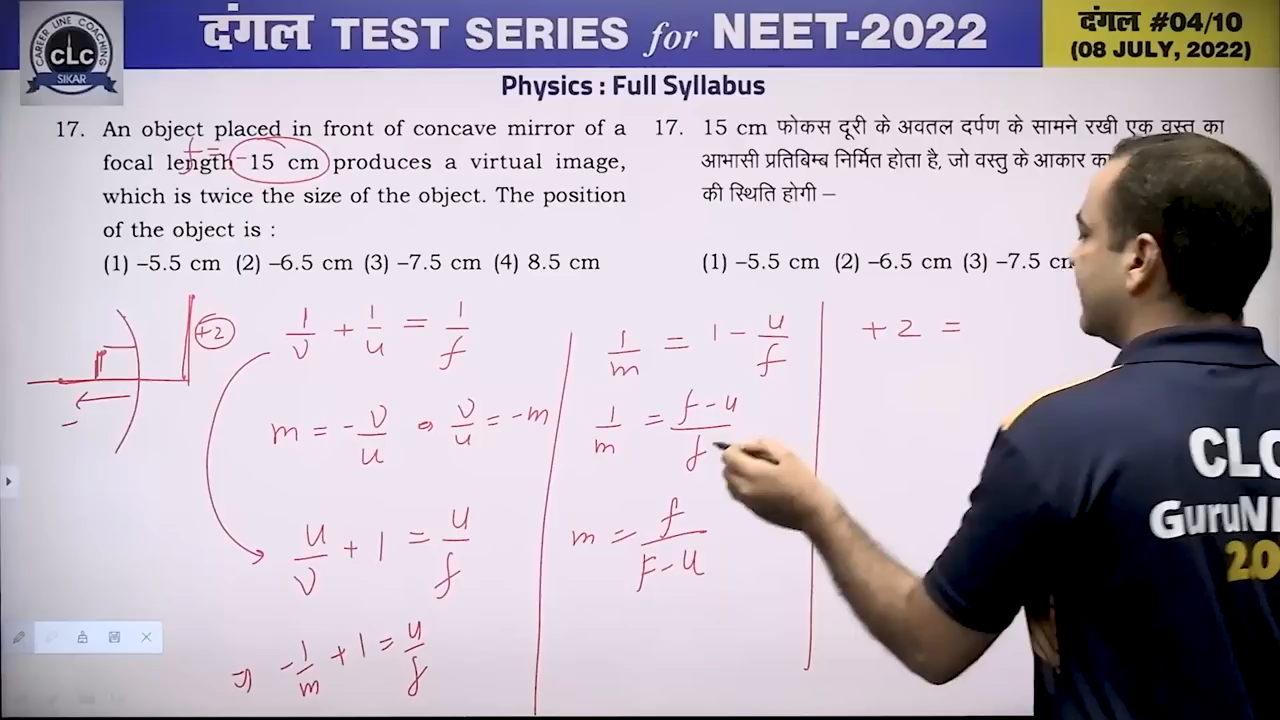 CAREER LINE COACHING
CLC
SIKAR
दंगल TEST SERIES for NEET-2022
दंगल #04/10
(08 JULY, 2022)
Physics : Full Syllabus
17. An object placed in front of concave mirror of a
focal length 15 cm produces a virtual image,
which is twice the size of the object. The position
of the object is :
(1) –5.5 cm (2) –6.5 cm (3) –7.5 cm (4) 8.5 cm
f = -
17. 15 cm फोकस दूरी के अवतल दर्पण के सामने रखी एक वस्तु का
आभासी प्रतिबिम्ब निर्मित होता है, जो वस्तु के आकार का
की स्थिति होगी –
(1) –5.5 cm (2) –6.5 cm (3) –7.5 cm
+2
-
1/v + 1/u = 1/f
m = -v/u ⇒ v/u = -m
u/v + 1 = u/f
⇒ -1/m + 1 = u/f
1/m = 1 - u/f
1/m = f-u/f
m = f/F-u
+2 =
CLC
GuruN
2.0